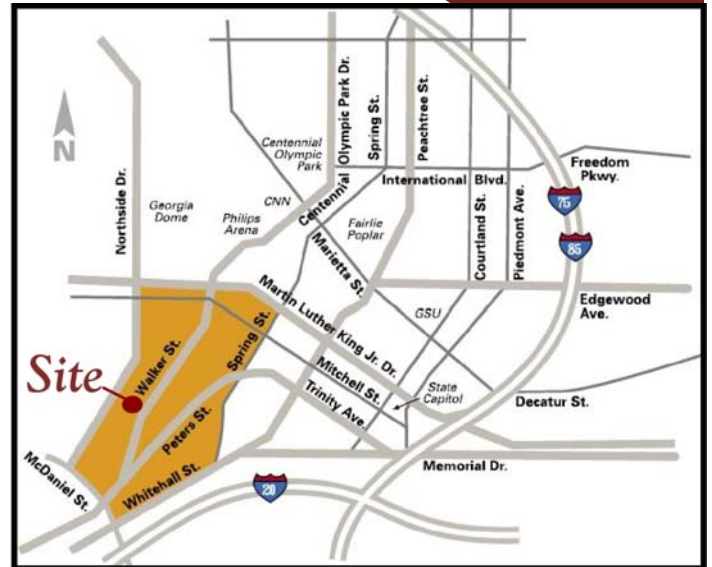 N
Northside Dr.
Georgia
Dome
Philips
Arena
CNN
Centennial
Olympic
Park
Centennial Olympic Park Dr.
Spring St.
Peachtree St.
International Blvd.
Freedom
Pkwy.
75
85
Courtland St.
Piedmont Ave.
Fairlie
Poplar
Marietta St.
Martin Luther King Jr. Dr.
GSU
Edgewood
Ave.
Walker St.
Spring St.
Mitchell St.
State
Capitol
Trinity Ave.
Decatur St.
Site
Peters St.
McDaniel St.
Whitehall St.
Memorial Dr.
20